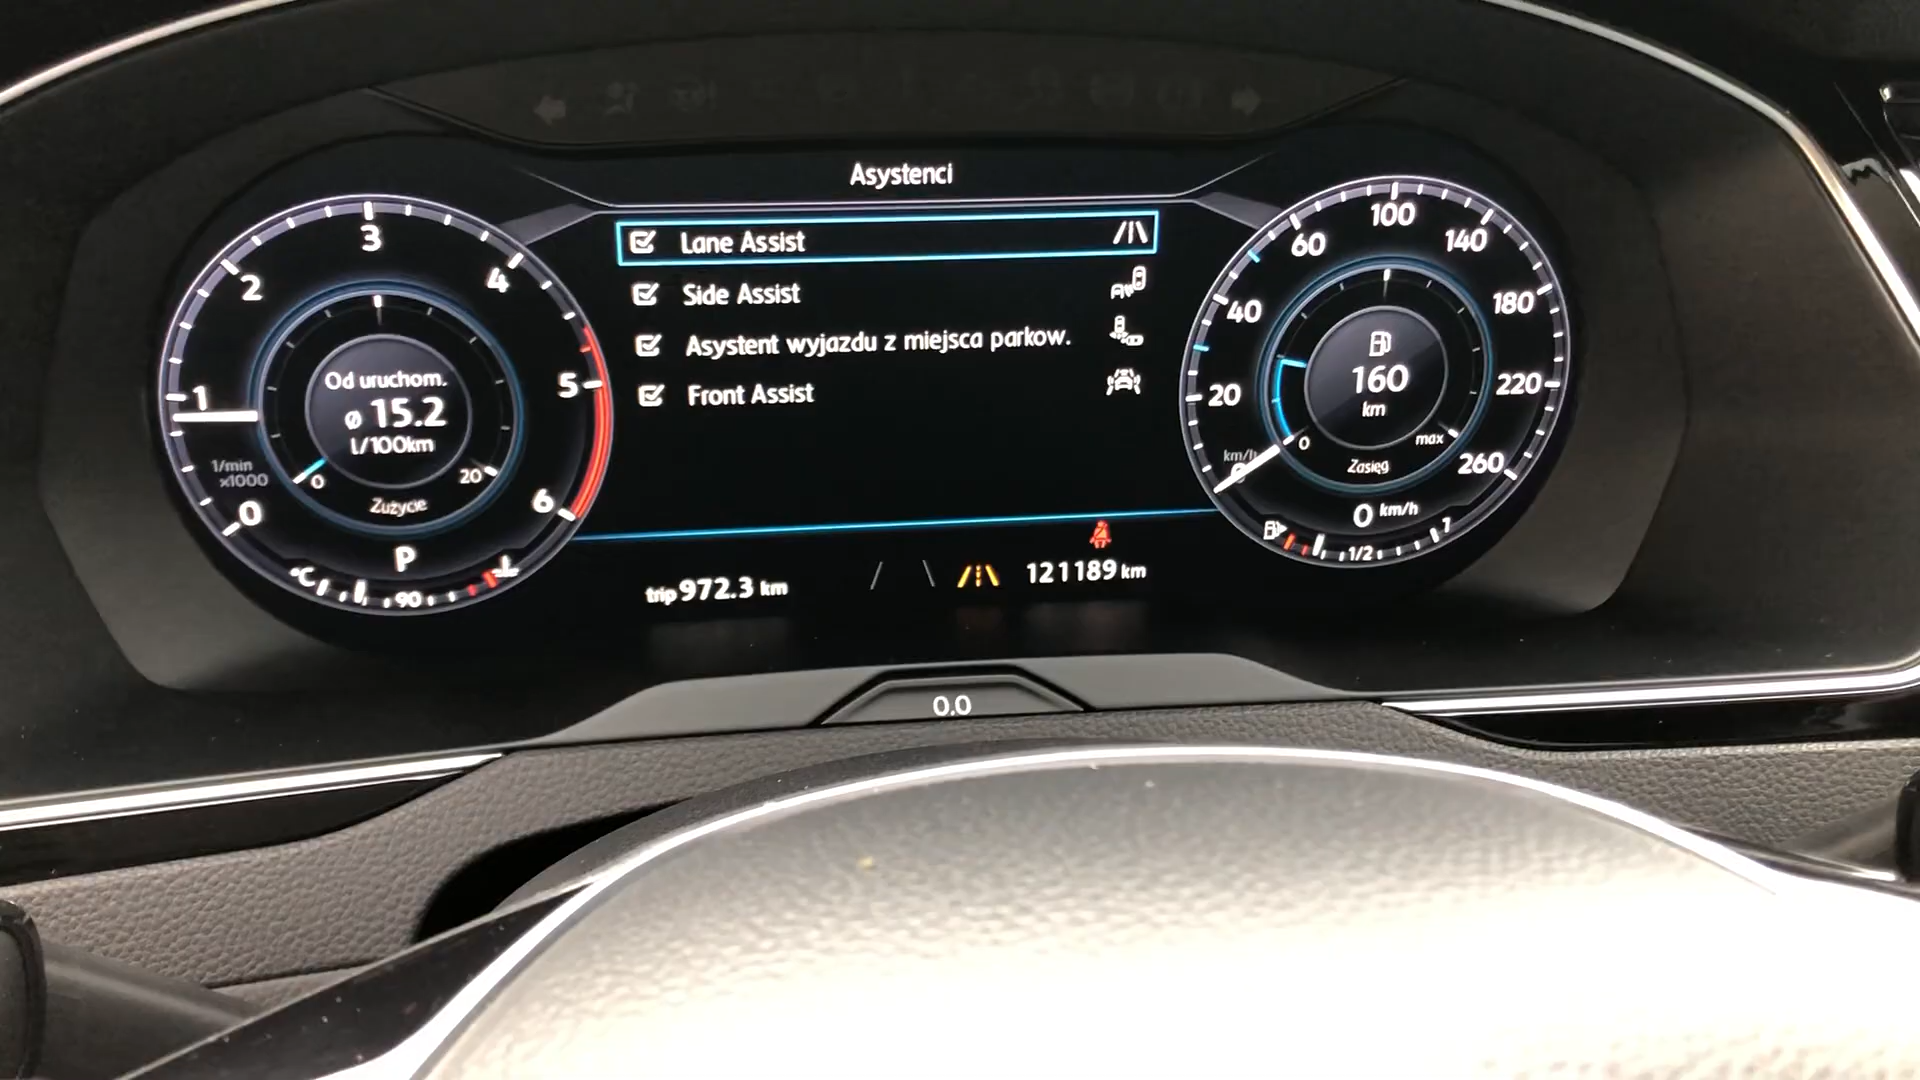 Asystenci
Lane Assist
Side Assist
Asystent wyjazdu z miejsca parkow.
Front Assist
0
1
2
3
4
5
6
1/min
x1000
Od uruchom.
ø 15.2
l/100km
0
20
Zużycie
P
°C
90
trip 972.3 km
121189 km
0
20
40
60
100
140
180
220
260
km/h
160
km
0
max
Zasięg
0 km/h
1/2
0.0